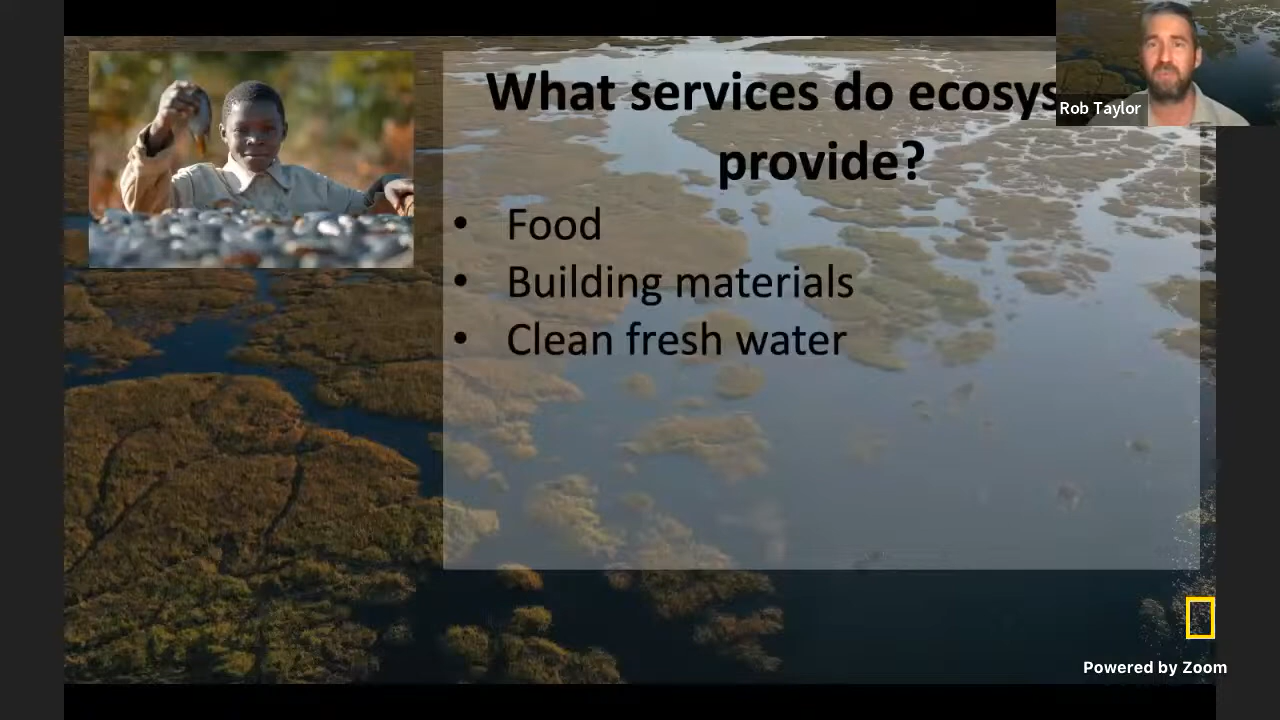 What services do ecosys
provide?
• Food
• Building materials
• Clean fresh water
Rob Taylor
Powered by Zoom